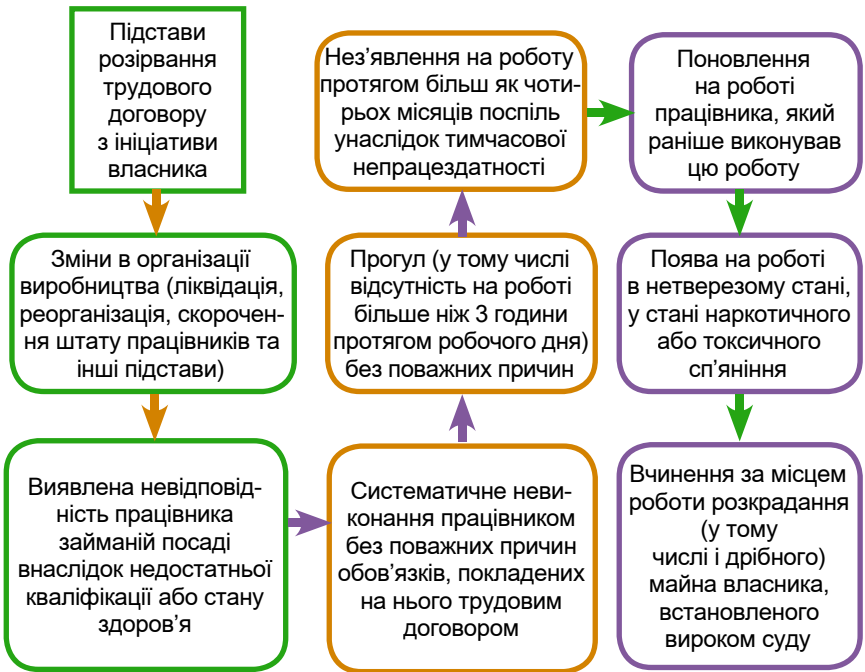 Підстави
розірвання
трудового
договору
з ініціативи
власника
Зміни в організації
виробництва (ліквідація,
реорганізація, скорочен-
ня штату працівників та
інші підстави)
Виявлена невідповід-
ність працівника
займаній посаді
внаслідок недостатньої
кваліфікації або стану
здоров’я
Систематичне неви-
конання працівником
без поважних причин
обов’язків, покладених
на нього трудовим
договором
Прогул (у тому числі
відсутність на роботі
більше ніж 3 години
протягом робочого дня)
без поважних причин
Нез’явлення на роботу
протягом більш як чоти-
рьох місяців поспіль
унаслідок тимчасової
непрацездатності
Поновлення
на роботі
працівника, який
раніше виконував
цю роботу
Поява на роботі
в нетверезому стані,
у стані наркотичного
або токсичного
сп’яніння
Вчинення за місцем
роботи розкрадання
(у тому
числі і дрібного)
майна власника,
встановленого
вироком суду